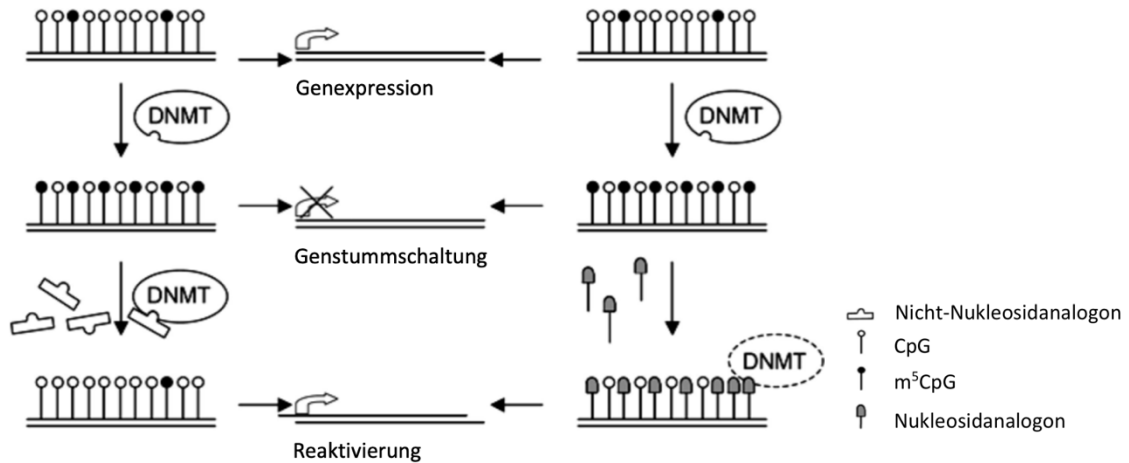 Genexpression
DNMT
DNMT
Genstummschaltung
DNMT
DNMT
Reaktivierung
Nicht-Nukleosidanalogon
CpG
m⁵CpG
Nukleosidanalogon